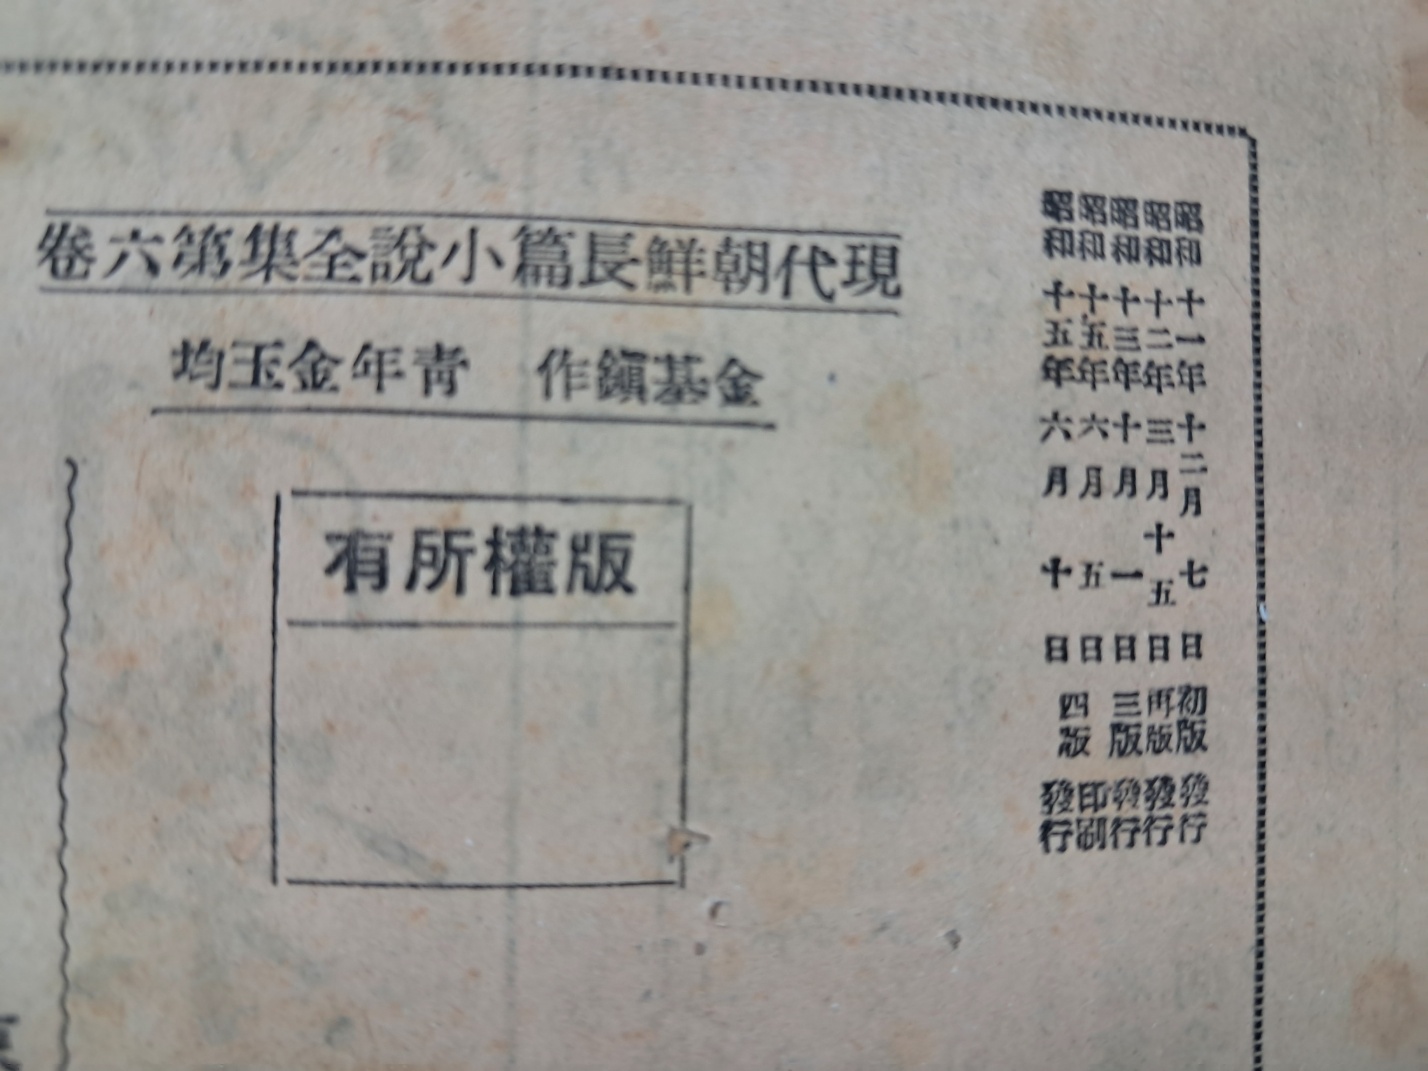 昭和十一年十二月七日初版發行
昭和十二年三月十五日再版發行
昭和十三年十月一日三版發行
昭和十五年六月五日印刷
四版
昭和十五年六月十日發行
現代朝鮮長篇小說全集第六卷
金基鎭作 靑年金玉均
版權所有